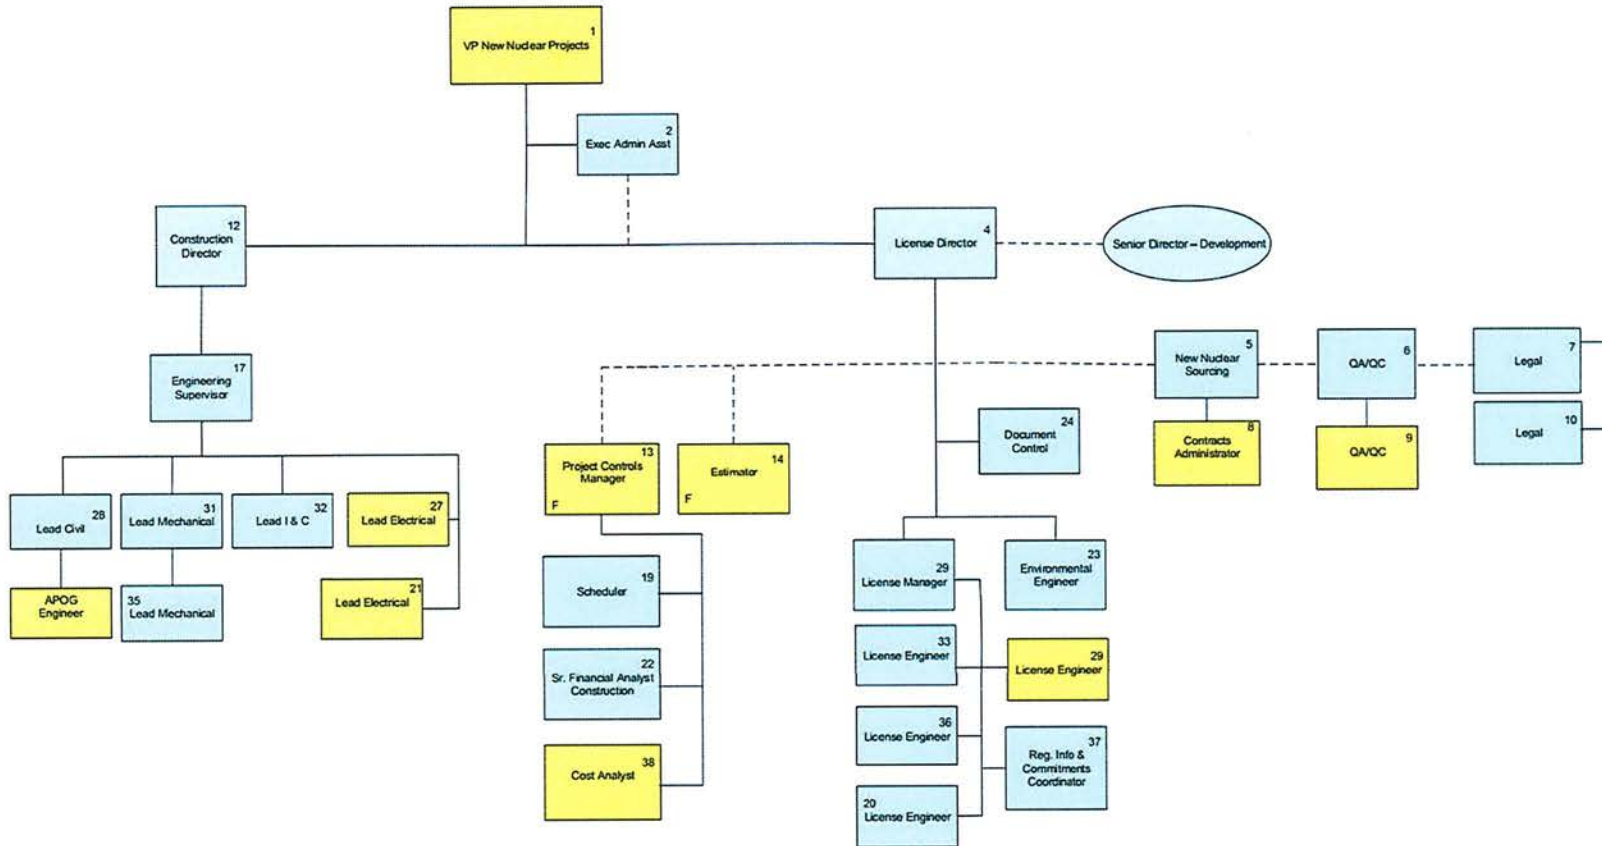 1
VP New Nuclear Projects
2
Exec Admin Asst
12
Construction
Director
4
License Director
Senior Director – Development
17
Engineering
Supervisor
5
New Nuclear
Sourcing
6
QA/QC
7
Legal
8
Contracts
Administrator
9
QA/QC
10
Legal
24
Document
Control
13
Project Controls
Manager
F
14
Estimator
F
28
Lead Civil
31
Lead Mechanical
32
Lead I & C
27
Lead Electrical
APOG
Engineer
35
Lead Mechanical
21
Lead Electrical
19
Scheduler
22
Sr. Financial Analyst
Construction
38
Cost Analyst
29
License Manager
23
Environmental
Engineer
33
License Engineer
29
License Engineer
36
License Engineer
37
Reg. Info &
Commitments
Coordinator
20
License Engineer